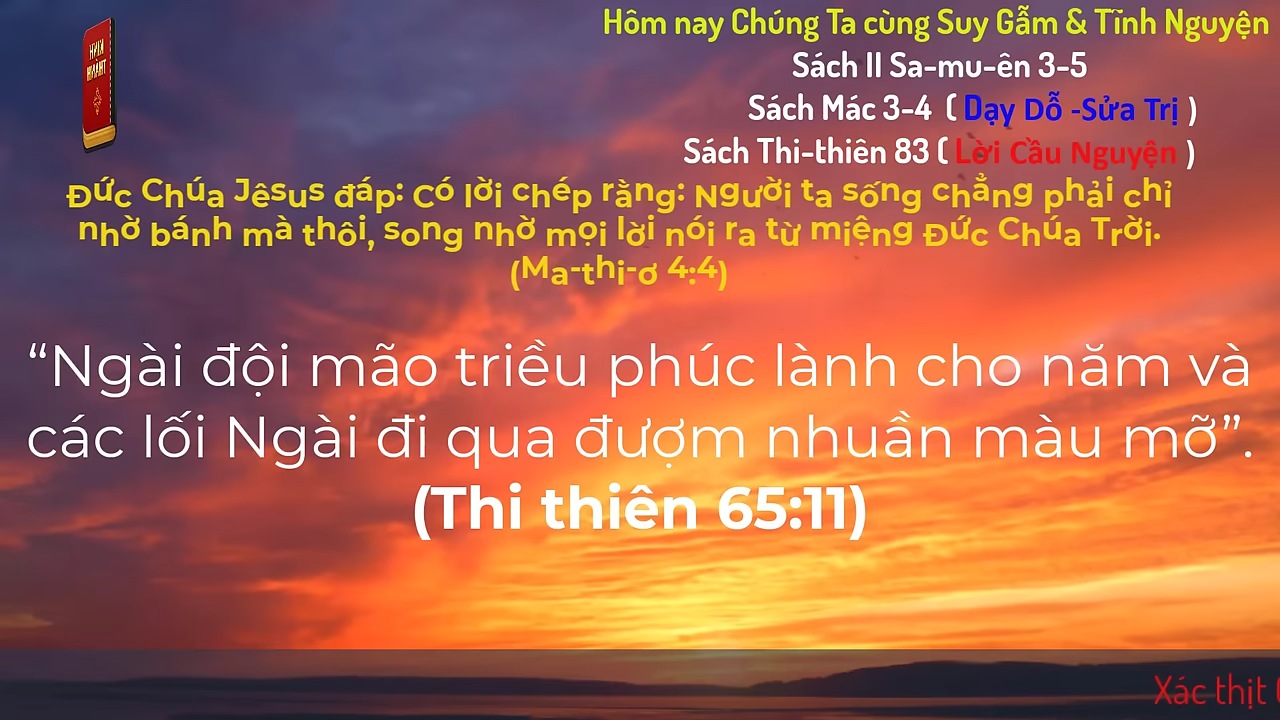 Hôm nay Chúng Ta cùng Suy Gẫm & Tĩnh Nguyện
Sách II Sa-mu-ên 3-5
Sách Mác 3-4 ( Dạy Dỗ -Sửa Trị )
Sách Thi-thiên 83 ( Lời Cầu Nguyện )
Đức Chúa Jêsus đáp: Có lời chép rằng: Người ta sống chẳng phải chỉ
nhờ bánh mà thôi, song nhờ mọi lời nói ra từ miệng Đức Chúa Trời.
(Ma-thi-ơ 4:4)
“Ngài đội mão triều phúc lành cho năm và
các lối Ngài đi qua đượm nhuần màu mỡ”.
(Thi thiên 65:11)
Xác thịt